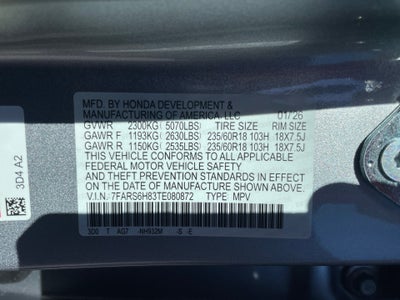 MFD. BY HONDA DEVELOPMENT &
MANUFACTURING OF AMERICA, LLC 01/26
GVWR 2300KG (5070LBS) TIRE SIZE RIM SIZE
GAWR F 1193KG (2630LBS) 235/60R18 103H 18X7.5J
GAWR R 1150KG (2535LBS) 235/60R18 103H 18X7.5J
THIS VEHICLE CONFORMS TO ALL APPLICABLE
FEDERAL MOTOR VEHICLE SAFETY
AND THEFT PREVENTION STANDARDS IN EFFECT
ON THE DATE OF MANUFACTURE SHOWN ABOVE.
V.I.N. 7FARS6H83TE080872 TYPE: MPV
3D0 T AG7 -NH932M -S -E
3D4 A2